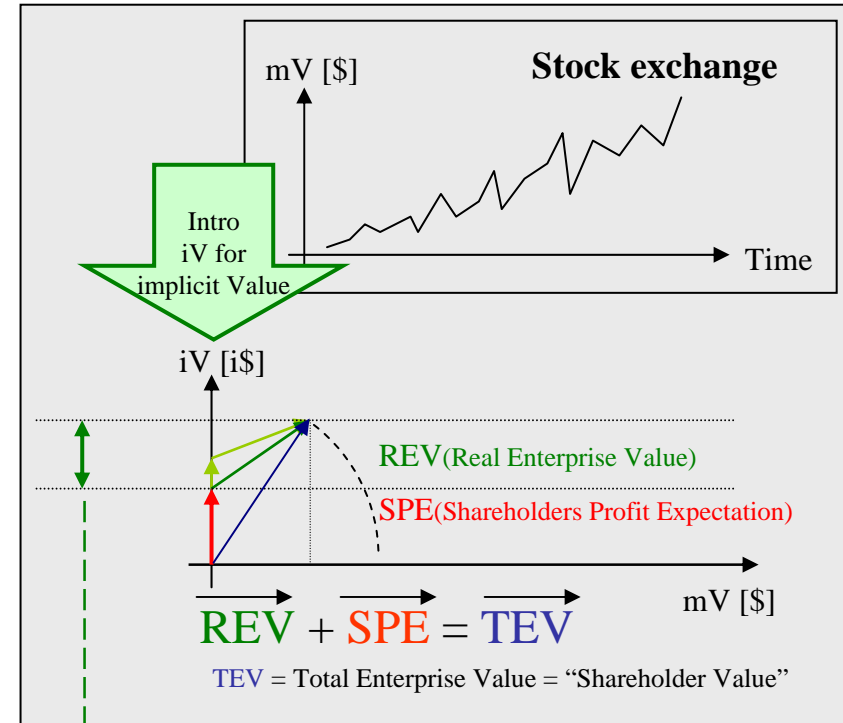 mV [$]
Stock exchange
Time
Intro
iV for
implicit Value
iV [i$]
REV(Real Enterprise Value)
SPE(Shareholders Profit Expectation)
mV [$]
REV + SPE = TEV
TEV = Total Enterprise Value = “Shareholder Value”